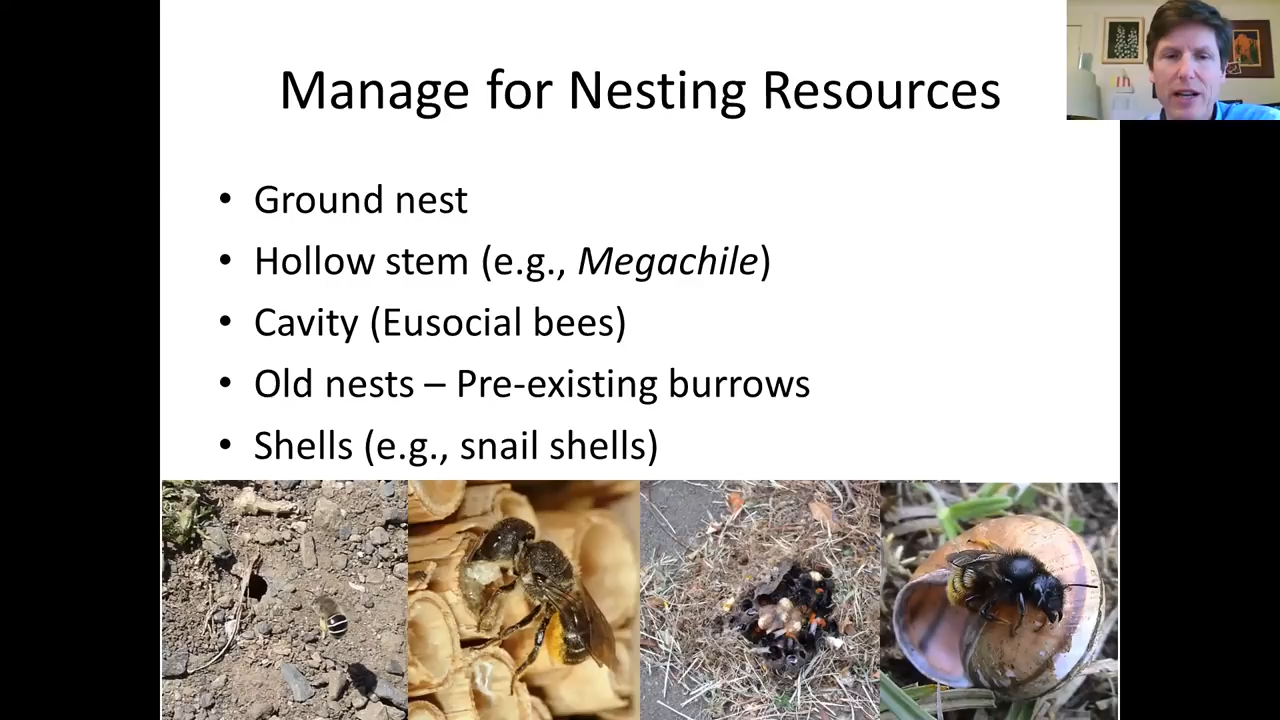 Manage for Nesting Resources
• Ground nest
• Hollow stem (e.g., Megachile)
• Cavity (Eusocial bees)
• Old nests – Pre-existing burrows
• Shells (e.g., snail shells)